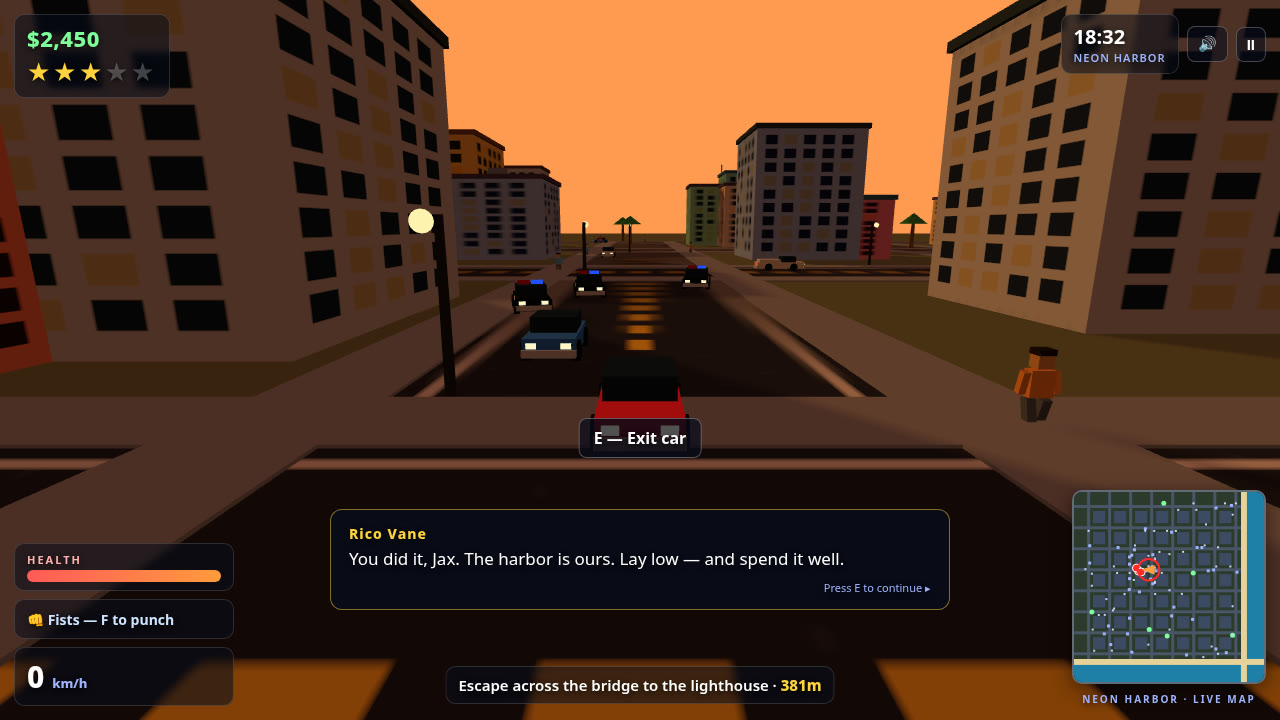 $2,450
18:32
NEON HARBOR
E — Exit car
Rico Vane
You did it, Jax. The harbor is ours. Lay low — and spend it well.
Press E to continue ▸
HEALTH
👊 Fists — F to punch
0 km/h
Escape across the bridge to the lighthouse · 381m
NEON HARBOR · LIVE MAP